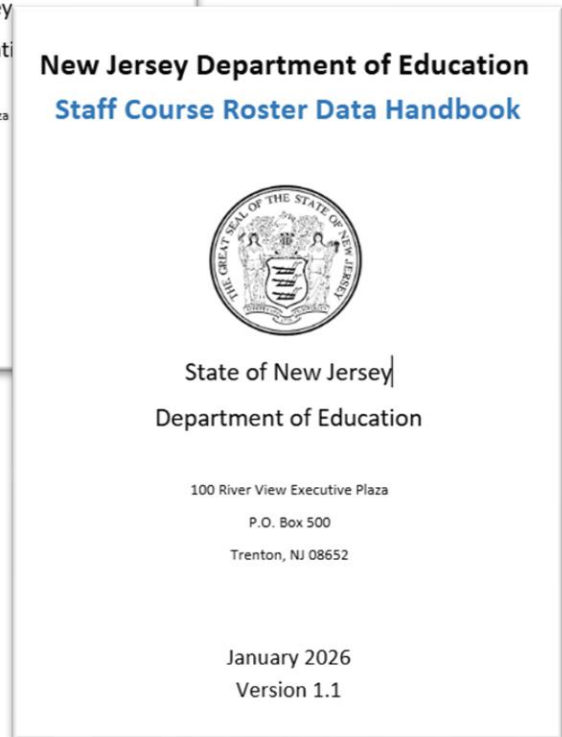 New Jersey Department of Education
Staff Course Roster Data Handbook
THE GREAT SEAL OF THE STATE OF NEW JERSEY
State of New Jersey
Department of Education
100 River View Executive Plaza
P.O. Box 500
Trenton, NJ 08652
January 2026
Version 1.1